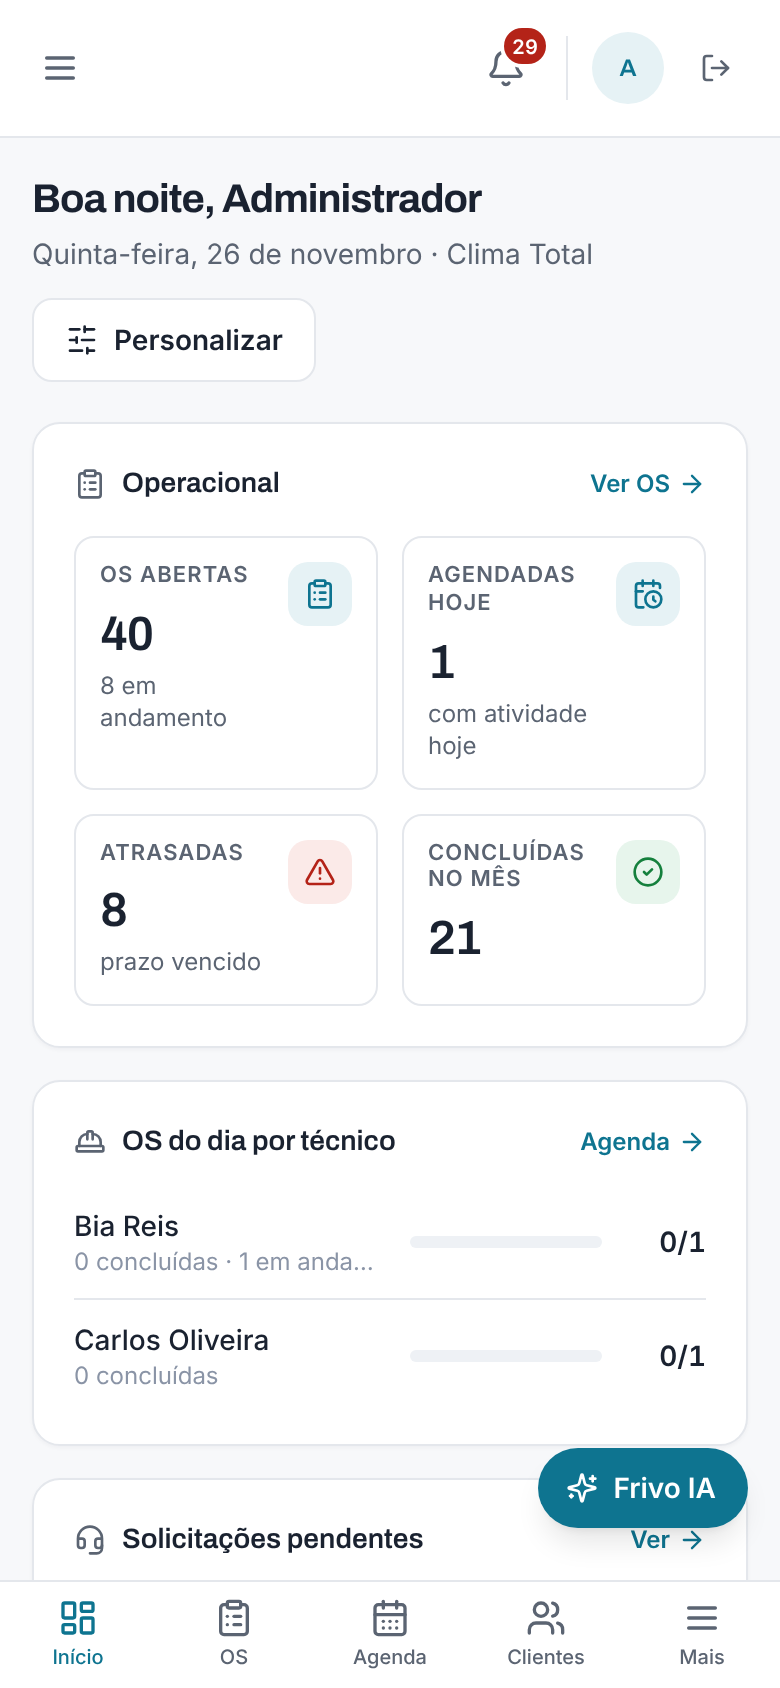 29
A
Boa noite, Administrador
Quinta-feira, 26 de novembro · Clima Total
Personalizar
Operacional
Ver OS
OS ABERTAS
40
8 em
andamento
AGENDADAS
HOJE
1
com atividade
hoje
ATRASADAS
8
prazo vencido
CONCLUÍDAS
NO MÊS
21
OS do dia por técnico
Agenda
Bia Reis
0 concluídas · 1 em anda...
0/1
Carlos Oliveira
0 concluídas
0/1
Frivo IA
Solicitações pendentes
Ver
Início
OS
Agenda
Clientes
Mais